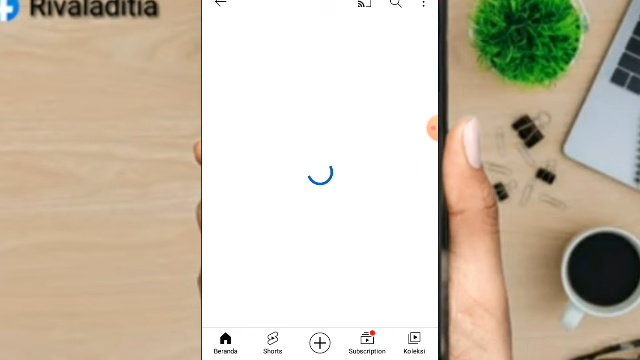 Rivaladitia
Beranda
Shorts
Subscription
Koleksi